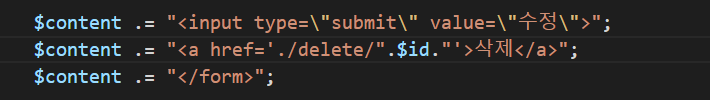 $content .= "<input type=\"submit\" value=\"수정\">";
$content .= "<a href='./delete/".$id."'>삭제</a>";
$content .= "</form>";